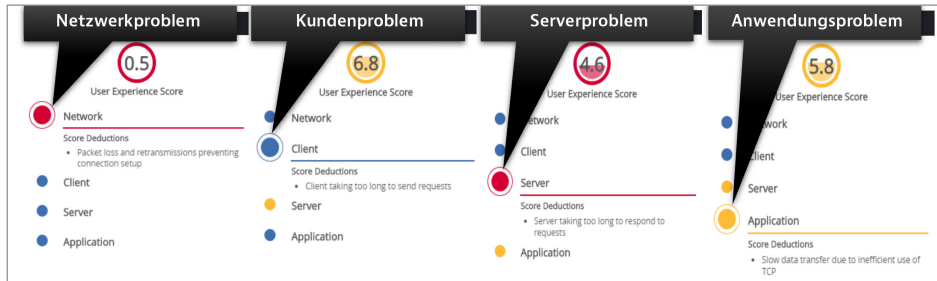 Netzwerkproblem
0.5
User Experience Score
Network
Score Deductions
• Packet loss and retransmissions preventing
connection setup
Client
Server
Application
Kundenproblem
6.8
User Experience Score
Network
Client
Score Deductions
• Client taking too long to send requests
Server
Application
Serverproblem
4.6
User Experience Score
Network
Client
Server
Score Deductions
• Server taking too long to respond to
requests
Application
Anwendungsproblem
5.8
User Experience Score
Network
Client
Server
Application
Score Deductions
• Slow data transfer due to inefficient use of
TCP